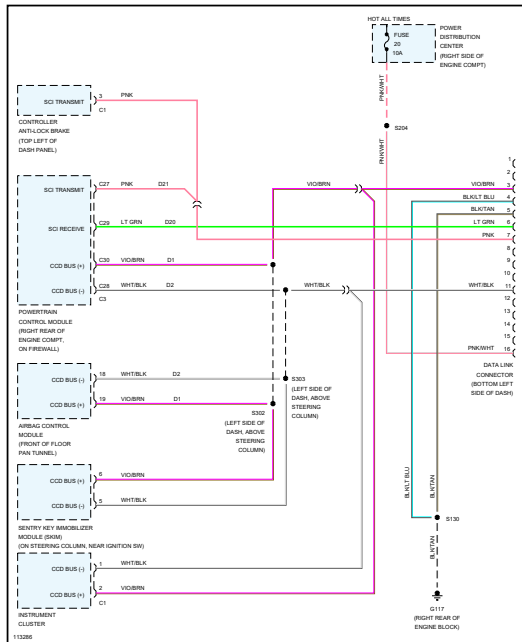 HOT ALL TIMES
FUSE
20
10A
POWER
DISTRIBUTION
CENTER
(RIGHT SIDE OF
ENGINE COMPT)
PNK/WHT
S204
PNK/WHT
SCI TRANSMIT
3
PNK
C1
CONTROLLER
ANTI-LOCK BRAKE
(TOP LEFT OF
DASH PANEL)
SCI TRANSMIT
C27
PNK
D21
SCI RECEIVE
C29
LT GRN
D20
CCD BUS (+)
C30
VIO/BRN
D1
CCD BUS (-)
C28
WHT/BLK
D2
C3
POWERTRAIN
CONTROL MODULE
(RIGHT REAR OF
ENGINE COMPT,
ON FIREWALL)
VIO/BRN
1
2
VIO/BRN
3
BLK/LT BLU
4
BLK/TAN
5
LT GRN
6
PNK
7
8
9
10
WHT/BLK
11
12
13
14
15
PNK/WHT
16
DATA LINK
CONNECTOR
(BOTTOM LEFT
SIDE OF DASH)
CCD BUS (-)
18
WHT/BLK
D2
CCD BUS (+)
19
VIO/BRN
D1
AIRBAG CONTROL
MODULE
(FRONT OF FLOOR
PAN TUNNEL)
S303
(LEFT SIDE OF
DASH, ABOVE
STEERING
COLUMN)
S302
(LEFT SIDE OF
DASH, ABOVE
STEERING
COLUMN)
CCD BUS (+)
6
VIO/BRN
CCD BUS (-)
5
WHT/BLK
SENTRY KEY IMMOBILIZER
MODULE (SKIM)
(ON STEERING COLUMN, NEAR IGNITION SW)
BLK/LT BLU
BLK/TAN
S130
BLK/TAN
G117
(RIGHT REAR OF
ENGINE BLOCK)
CCD BUS (-)
1
WHT/BLK
CCD BUS (+)
2
VIO/BRN
C1
INSTRUMENT
CLUSTER
113286